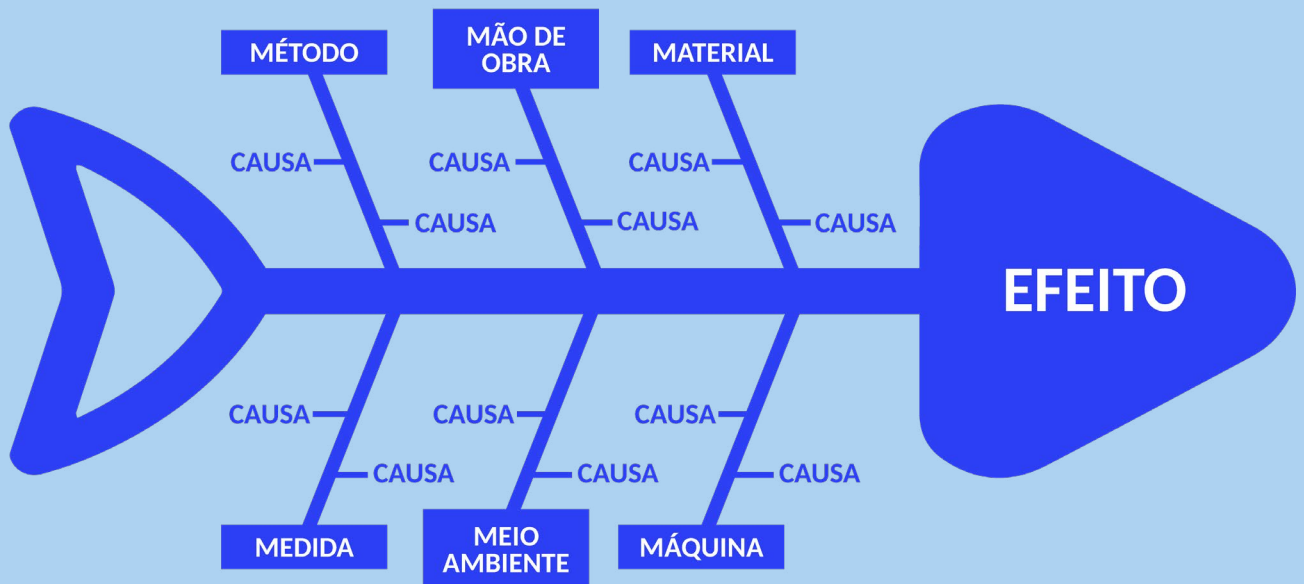 MÉTODO
MÃO DE
OBRA
MATERIAL
CAUSA
CAUSA
CAUSA
CAUSA
CAUSA
CAUSA
EFEITO
CAUSA
CAUSA
CAUSA
CAUSA
CAUSA
CAUSA
MEDIDA
MEIO
AMBIENTE
MÁQUINA